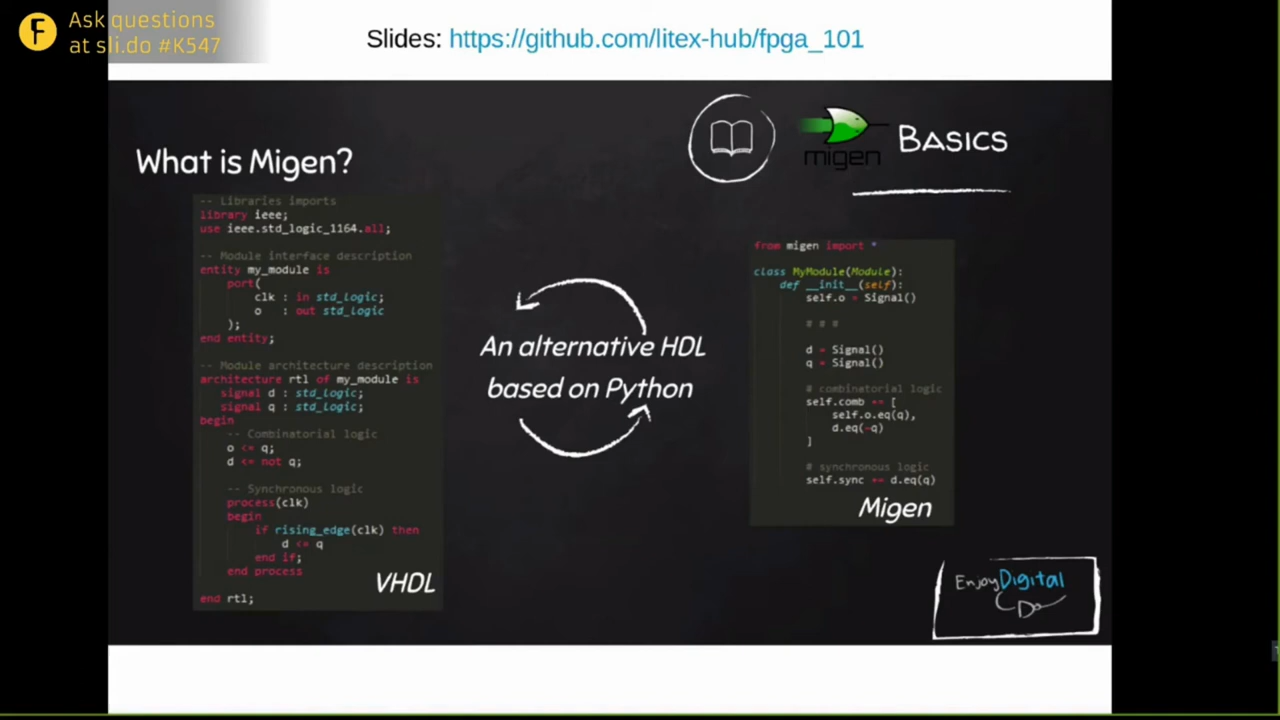 F
Ask questions
at sli.do #K547
Slides: https://github.com/litex-hub/fpga_101
What is Migen?
migen
BASICS
-- Libraries imports
library ieee;
use ieee.std_logic_1164.all;
-- Module interface description
entity my_module is
port(
clk : in std_logic;
o : out std_logic
);
end entity;
-- Module architecture description
architecture rtl of my_module is
signal d : std_logic;
signal q : std_logic;
begin
-- Combinatorial logic
o <= q;
d <= not q;
-- Synchronous logic
process(clk)
begin
if rising_edge(clk) then
d <= q
end if;
end process
end rtl;
VHDL
An alternative HDL
based on Python
from migen import *
class MyModule(Module):
def __init__(self):
self.o = Signal()
# # #
d = Signal()
q = Signal()
# combinatorial logic
self.comb += [
self.o.eq(q),
d.eq(~q)
]
# synchronous logic
self.sync += d.eq(q)
Migen
EnjoyDigital